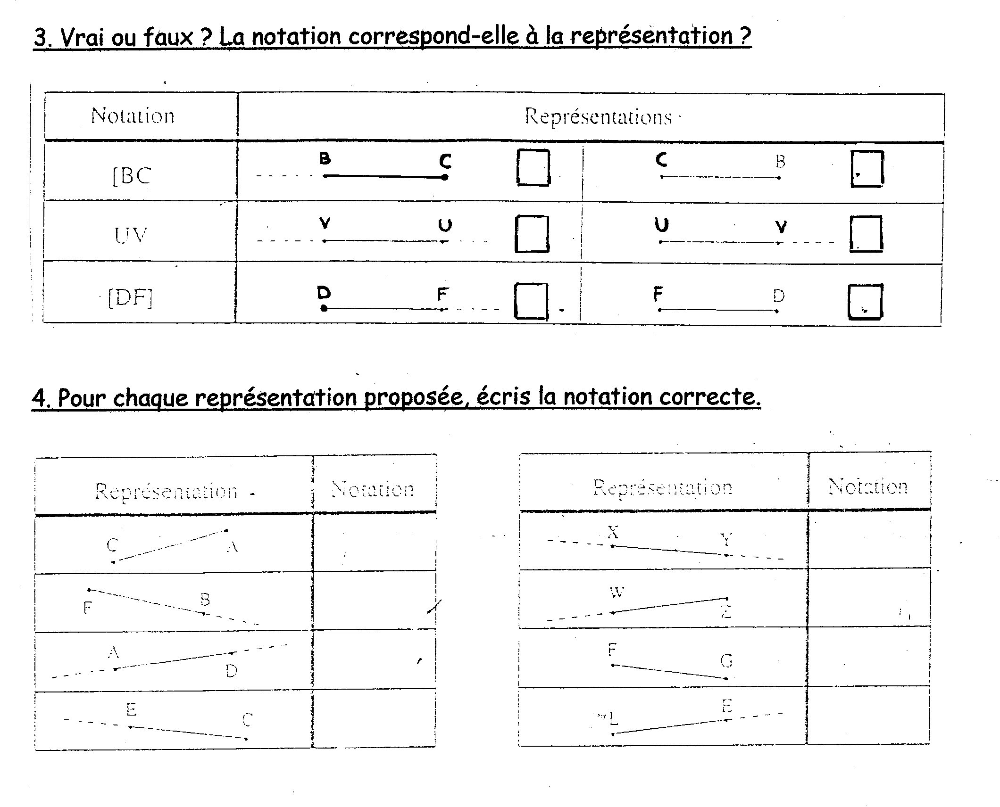 3. Vrai ou faux ? La notation correspond-elle à la représentation ?
Notation Représentations
[BC B C C B
UV V U U V
[DF] D F F D
4. Pour chaque représentation proposée, écris la notation correcte.
Représentation Notation Représentation Notation
C A X Y
F B W Z
A D F G
E C L E